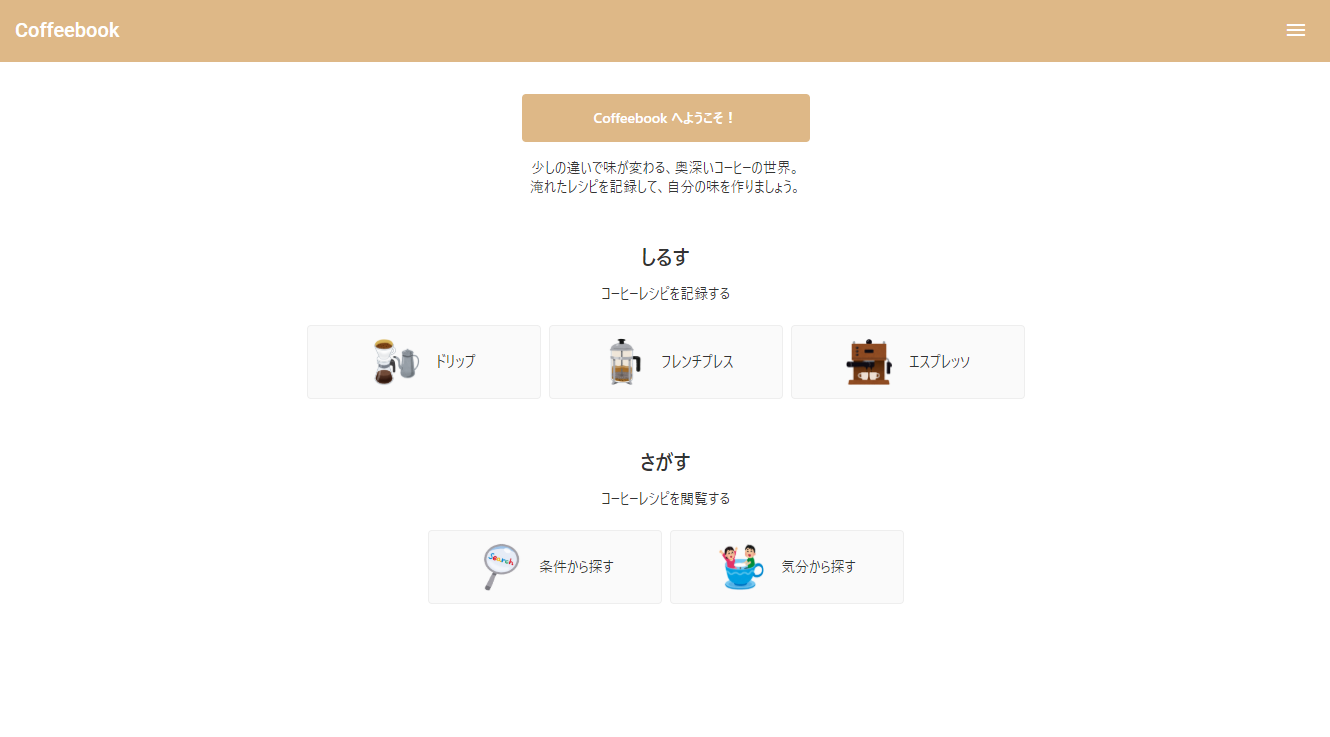 Coffeebook
Coffeebook へようこそ！
少しの違いで味が変わる、奥深いコーヒーの世界。
淹れたレシピを記録して、自分の味を作りましょう。
しるす
コーヒーレシピを記録する
ドリップ
フレンチプレス
エスプレッソ
さがす
コーヒーレシピを閲覧する
Search
条件から探す
気分から探す